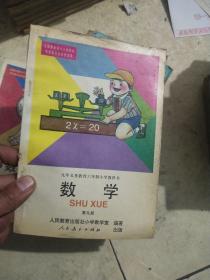 2χ=20
九年义务教育六年制小学教科书
数学
SHU XUE
第九册
人民教育出版社小学数学室 编著
人民教育出版社 出版